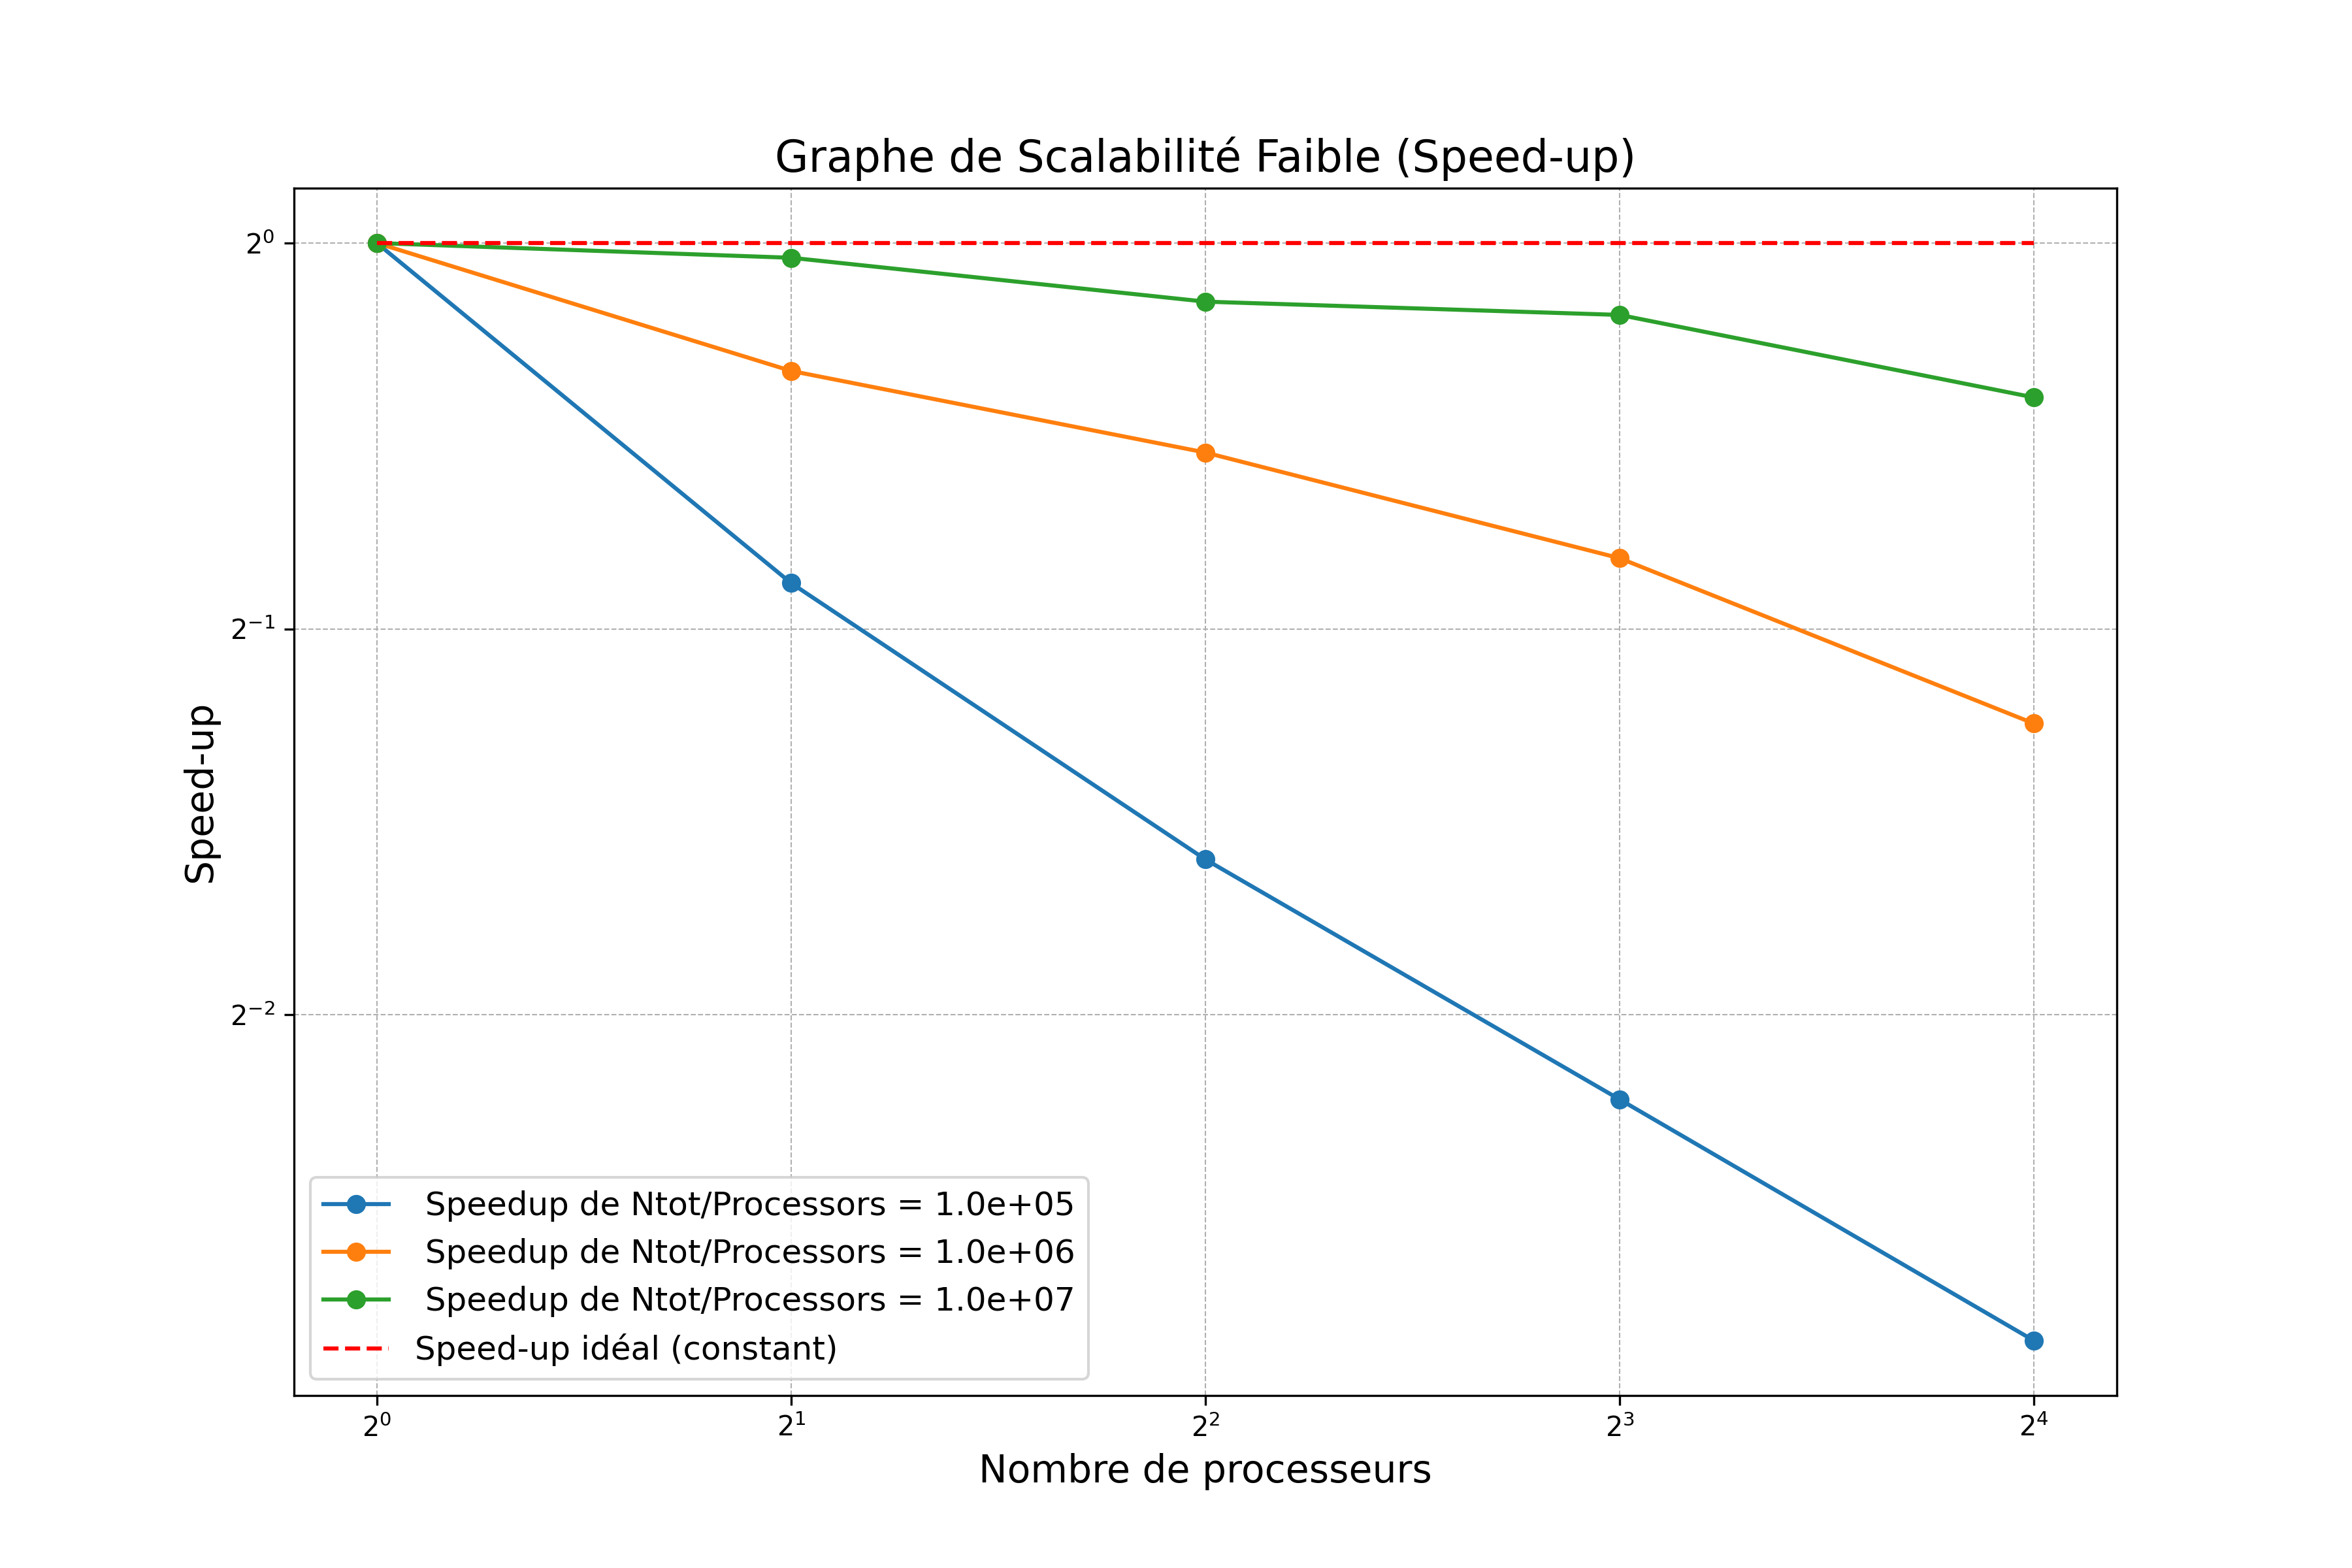 Graphe de Scalabilité Faible (Speed-up)
2⁰
2⁻¹
2⁻²
Speed-up
Speedup de Ntot/Processors = 1.0e+05
Speedup de Ntot/Processors = 1.0e+06
Speedup de Ntot/Processors = 1.0e+07
Speed-up idéal (constant)
2⁰ 2¹ 2² 2³ 2⁴
Nombre de processeurs